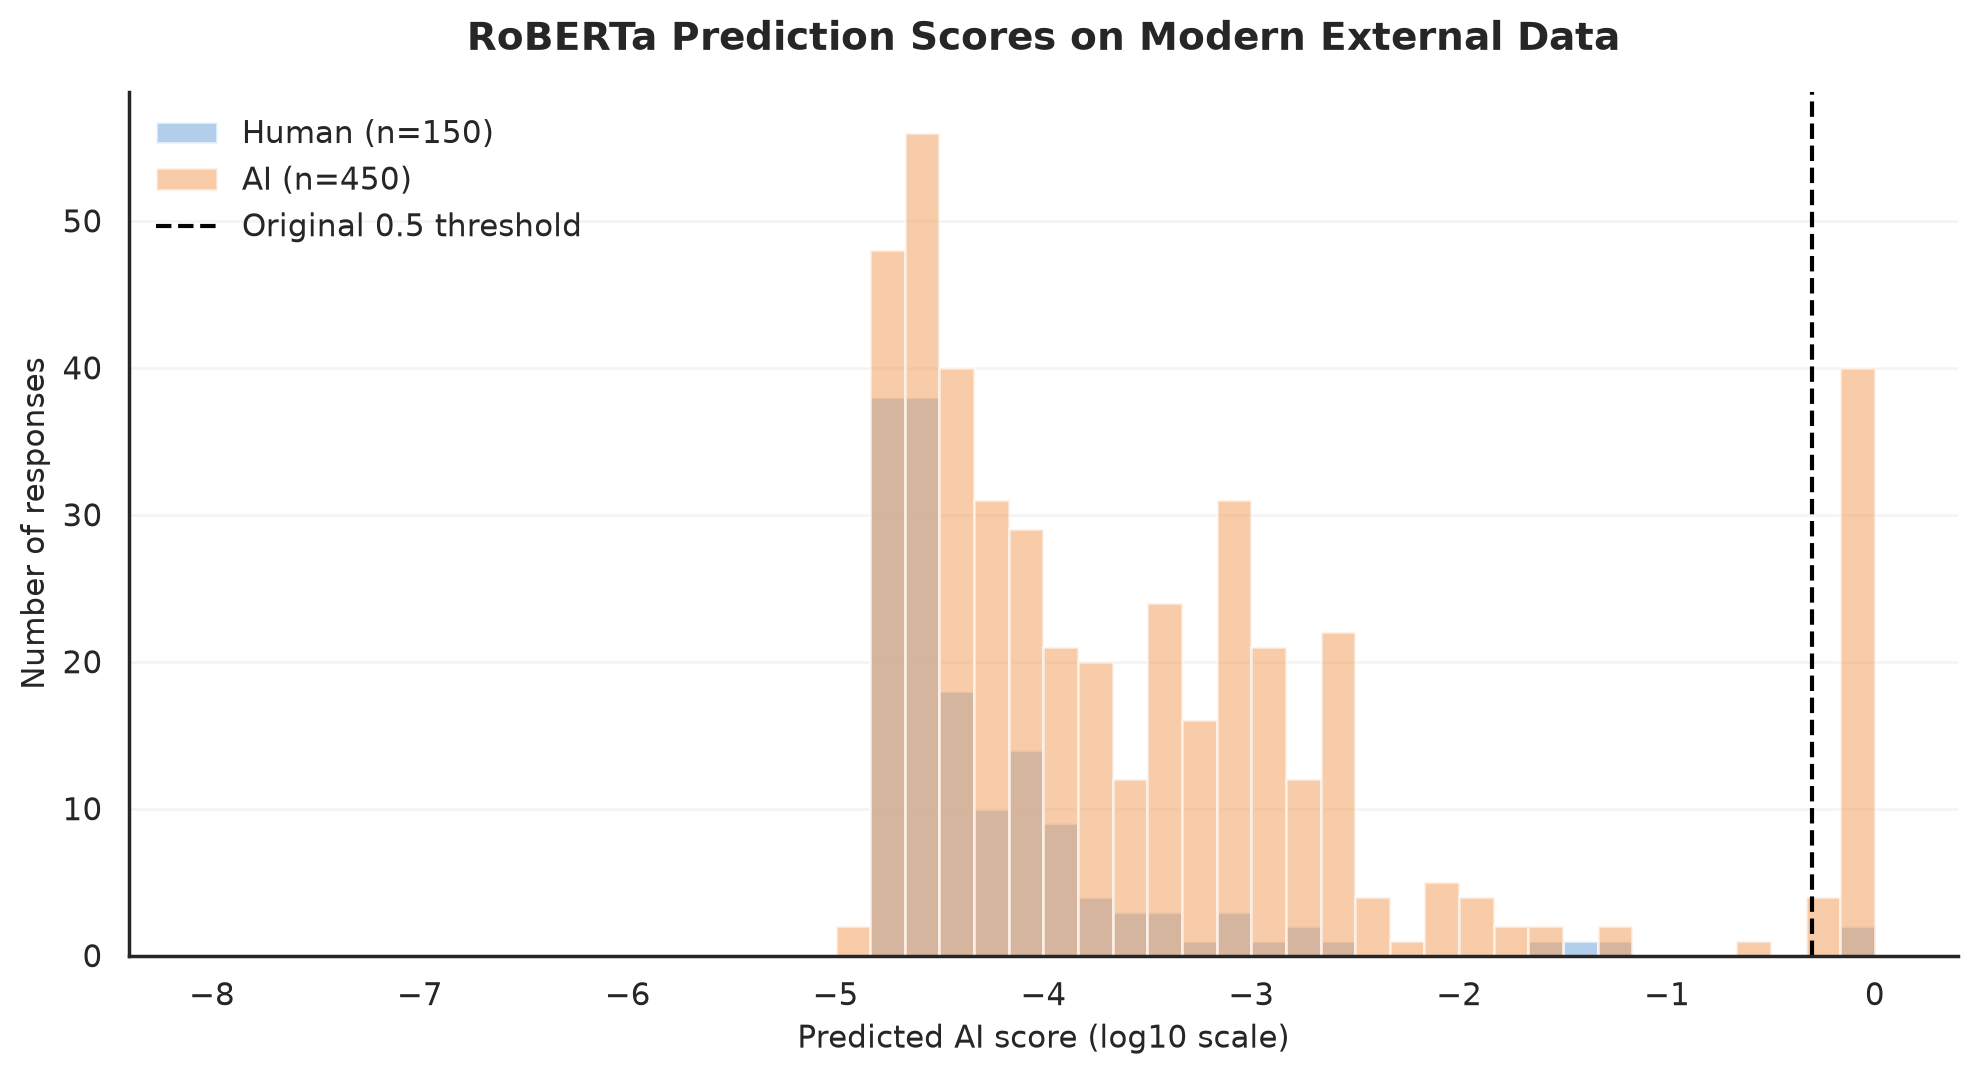 RoBERTa Prediction Scores on Modern External Data
Human (n=150)
AI (n=450)
Original 0.5 threshold
Number of responses
50
40
30
20
10
0
−8 −7 −6 −5 −4 −3 −2 −1 0
Predicted AI score (log10 scale)